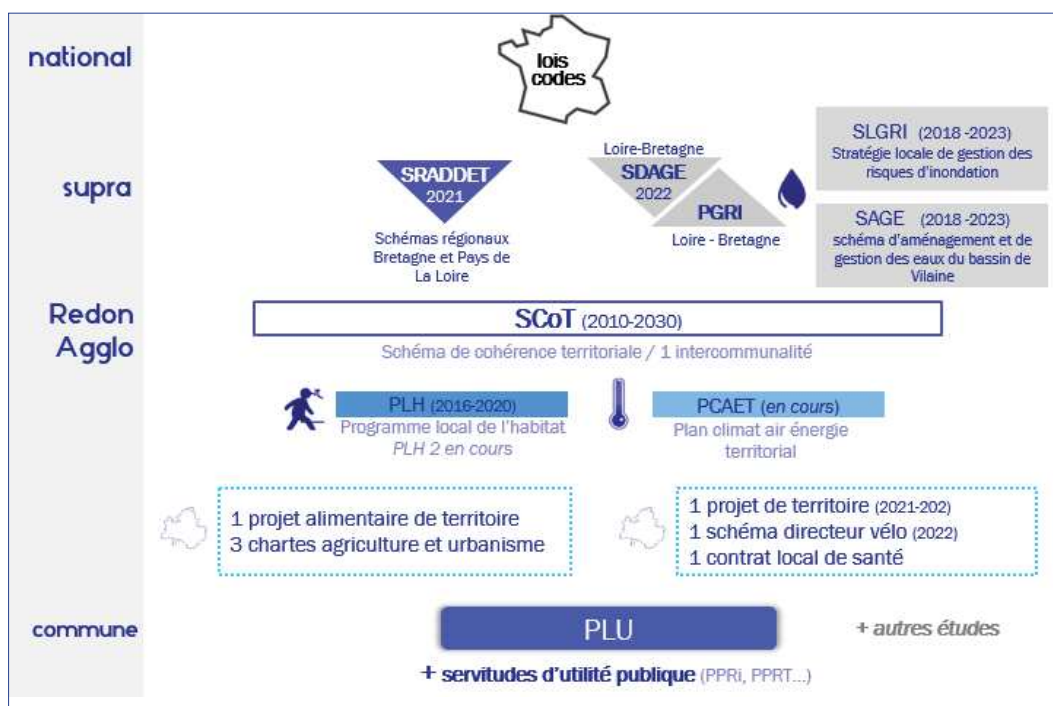 national
lois
codes
supra
SRADDET
2021
Schémas régionaux
Bretagne et Pays de
La Loire
Loire-Bretagne
SDAGE
2022
PGRI
Loire - Bretagne
SLGRI (2018 -2023)
Stratégie locale de gestion des
risques d'inondation
SAGE (2018 -2023)
schéma d'aménagement et de
gestion des eaux du bassin de
Vilaine
Redon
Agglo
SCoT (2010-2030)
Schéma de cohérence territoriale / 1 intercommunalité
PLH (2016-2020)
Programme local de l'habitat
PLH 2 en cours
PCAET (en cours)
Plan climat air énergie
territorial
1 projet alimentaire de territoire
3 chartes agriculture et urbanisme
1 projet de territoire (2021-202)
1 schéma directeur vélo (2022)
1 contrat local de santé
commune
PLU
+ autres études
+ servitudes d'utilité publique (PPRi, PPRT...)